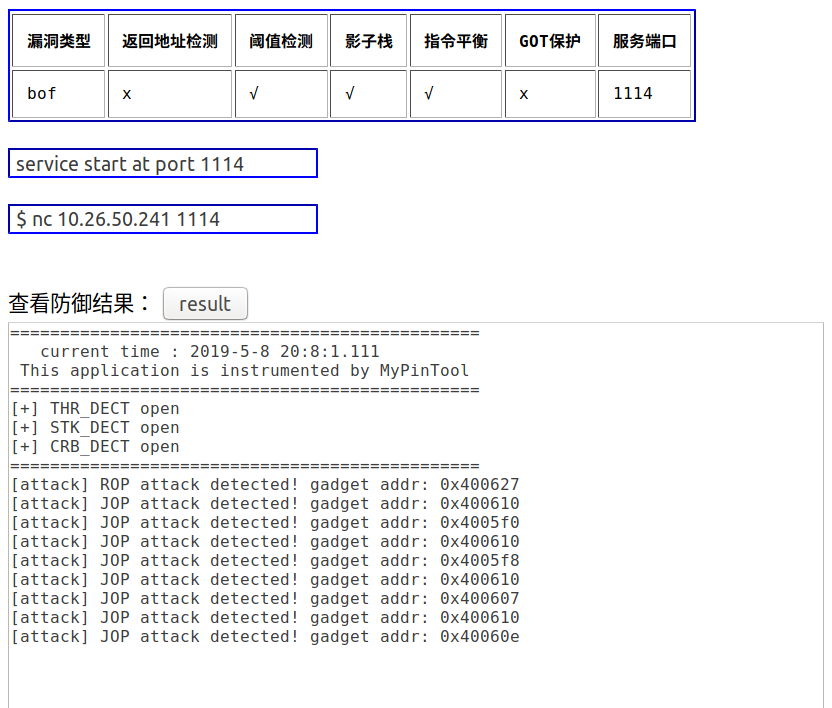 漏洞类型 返回地址检测 阈值检测 影子栈 指令平衡 GOT保护 服务端口
bof x √ √ √ x 1114
service start at port 1114
$ nc 10.26.50.241 1114
查看防御结果： result
===============================================
current time : 2019-5-8 20:8:1.111
This application is instrumented by MyPinTool
===============================================
[+] THR_DECT open
[+] STK_DECT open
[+] CRB_DECT open
===============================================
[attack] ROP attack detected! gadget addr: 0x400627
[attack] JOP attack detected! gadget addr: 0x400610
[attack] JOP attack detected! gadget addr: 0x4005f0
[attack] JOP attack detected! gadget addr: 0x400610
[attack] JOP attack detected! gadget addr: 0x4005f8
[attack] JOP attack detected! gadget addr: 0x400610
[attack] JOP attack detected! gadget addr: 0x400607
[attack] JOP attack detected! gadget addr: 0x400610
[attack] JOP attack detected! gadget addr: 0x40060e